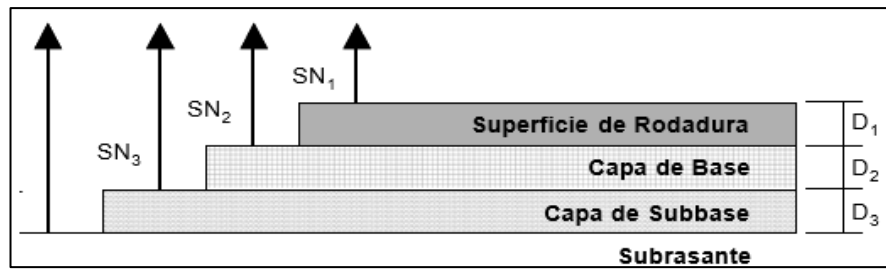 SN₁
SN₂
SN₃
Superficie de Rodadura
D₁
Capa de Base
D₂
Capa de Subbase
D₃
Subrasante